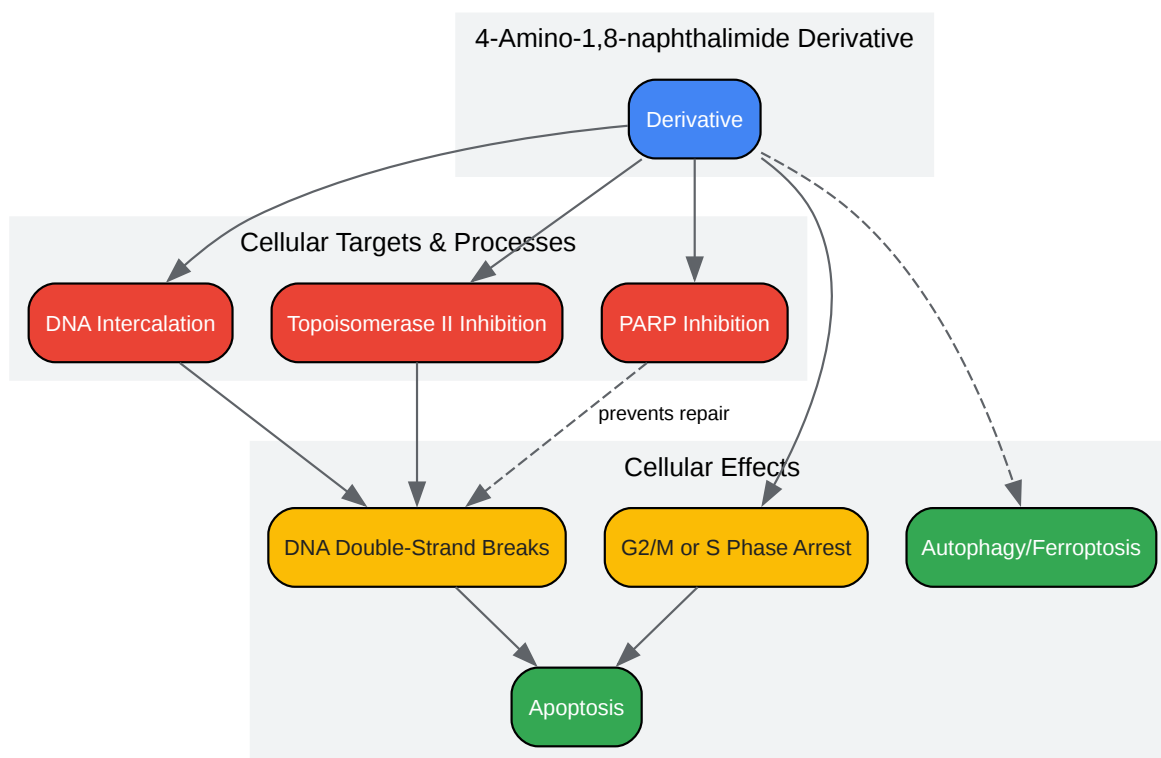 4-Amino-1,8-naphthalimide Derivative
Derivative
Cellular Targets & Processes
DNA Intercalation
Topoisomerase II Inhibition
PARP Inhibition
prevents repair
Cellular Effects
DNA Double-Strand Breaks
G2/M or S Phase Arrest
Autophagy/Ferroptosis
Apoptosis